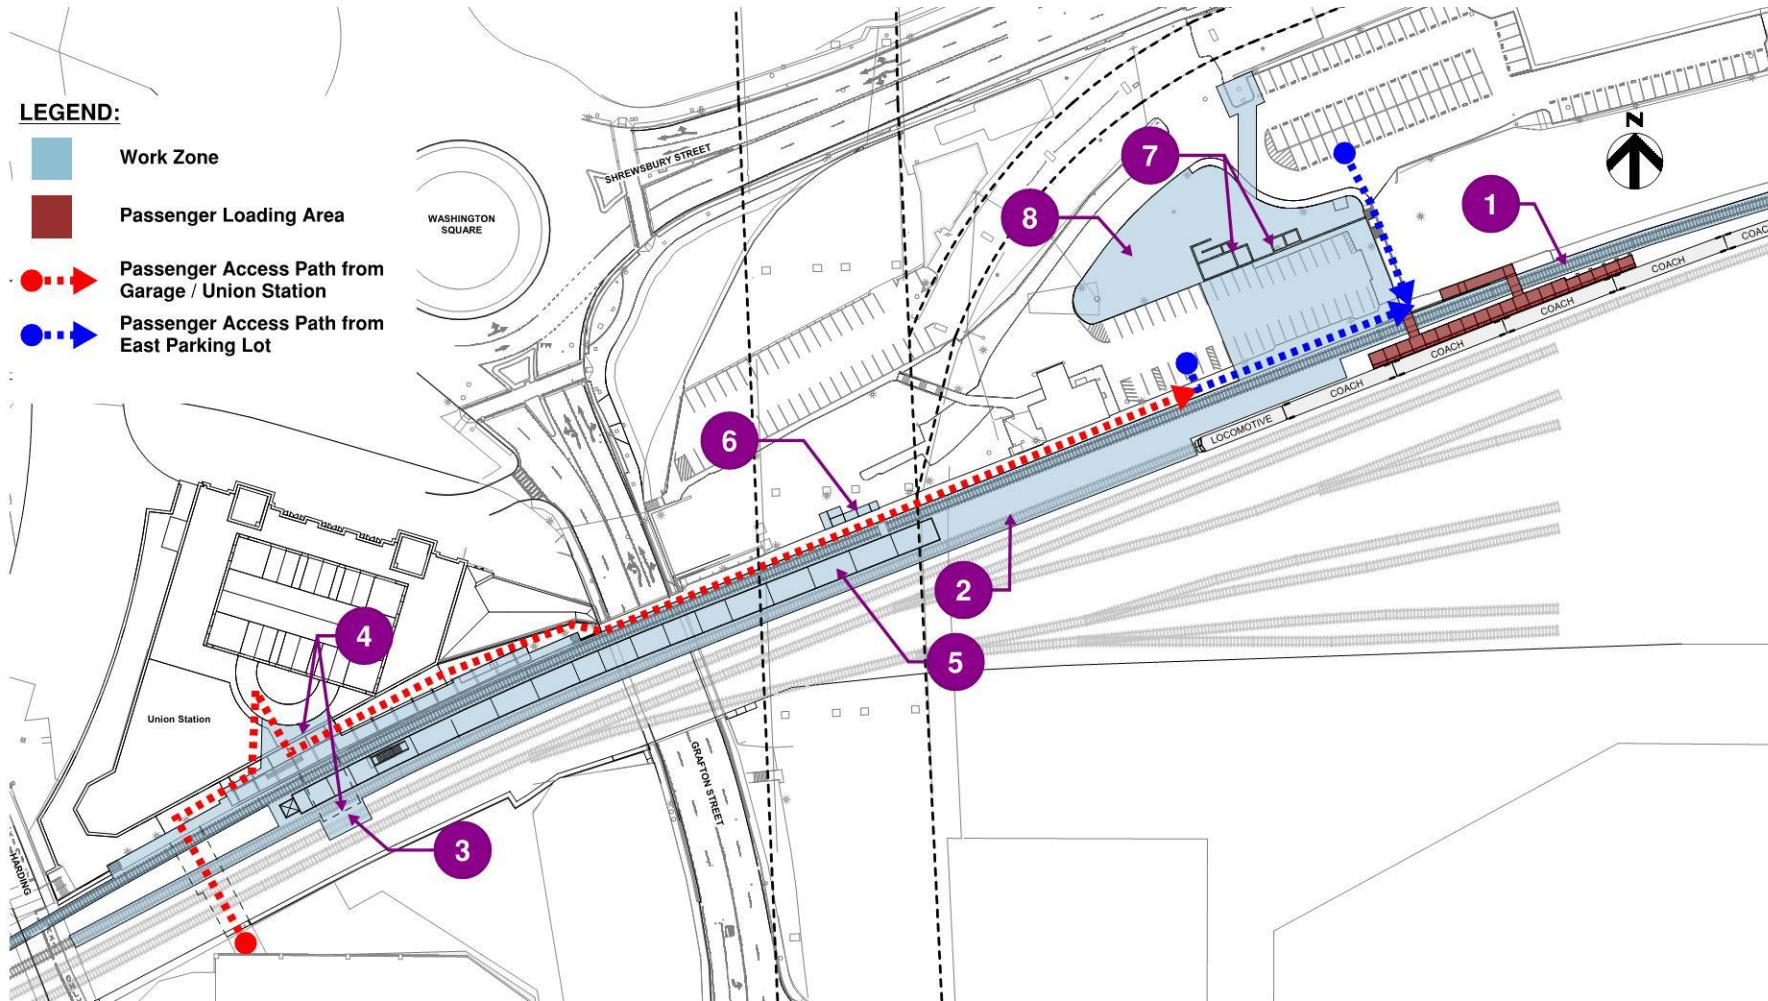 LEGEND:
Work Zone
Passenger Loading Area
Passenger Access Path from
Garage / Union Station
Passenger Access Path from
East Parking Lot
WASHINGTON
SQUARE
SHREWSBURY STREET
N
1
7
8
COACH
COACH
COACH
COACH
COACH
LOCOMOTIVE
6
2
5
4
3
Union Station
GRAFTON STREET
HARDING